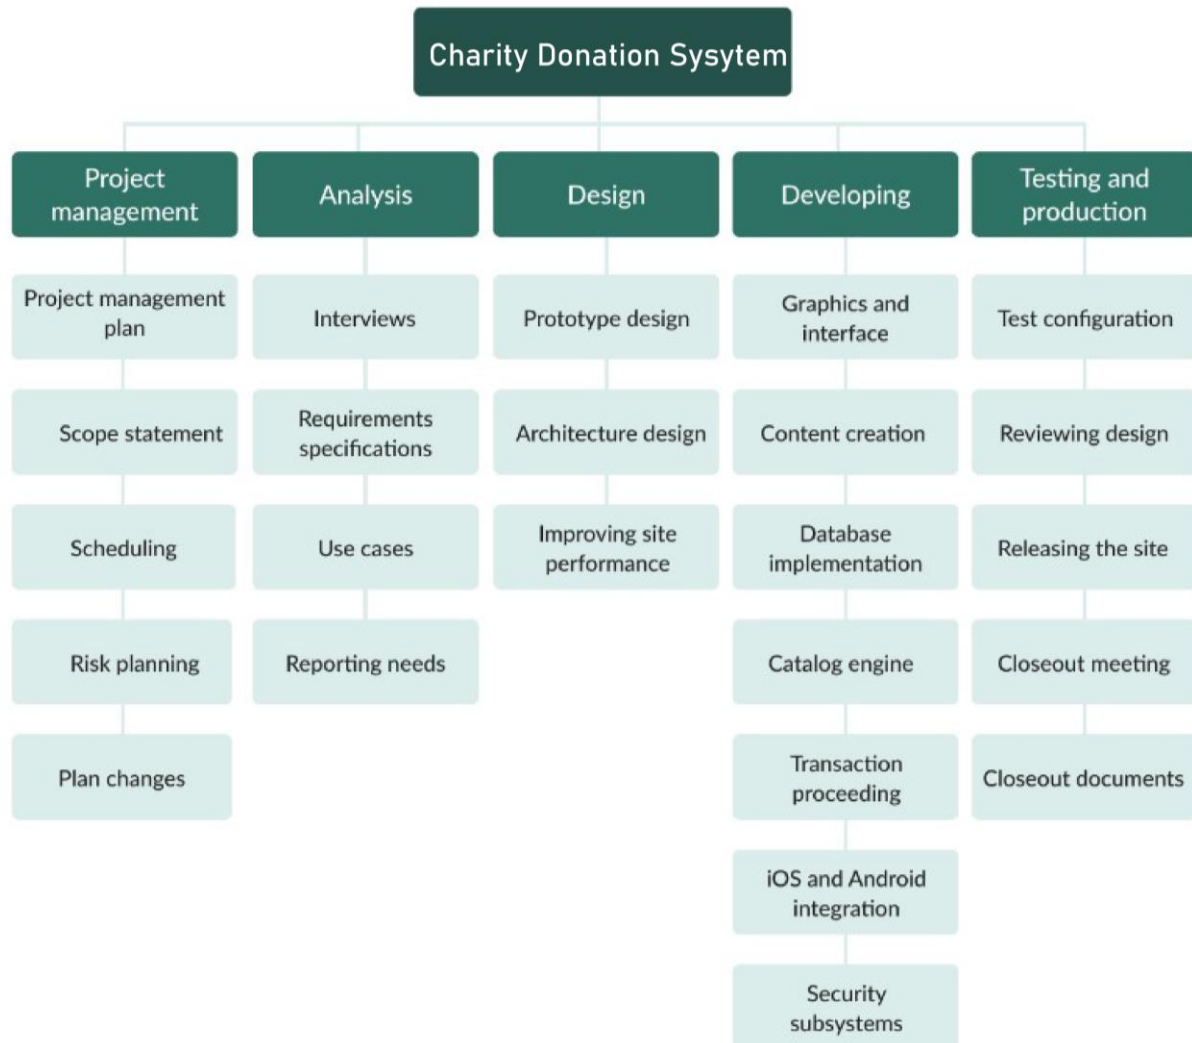 Charity Donation Sysytem
Project
management
Project management
plan
Scope statement
Scheduling
Risk planning
Plan changes
Analysis
Interviews
Requirements
specifications
Use cases
Reporting needs
Design
Prototype design
Architecture design
Improving site
performance
Developing
Graphics and
interface
Content creation
Database
implementation
Catalog engine
Transaction
proceeding
iOS and Android
integration
Security
subsystems
Testing and
production
Test configuration
Reviewing design
Releasing the site
Closeout meeting
Closeout documents